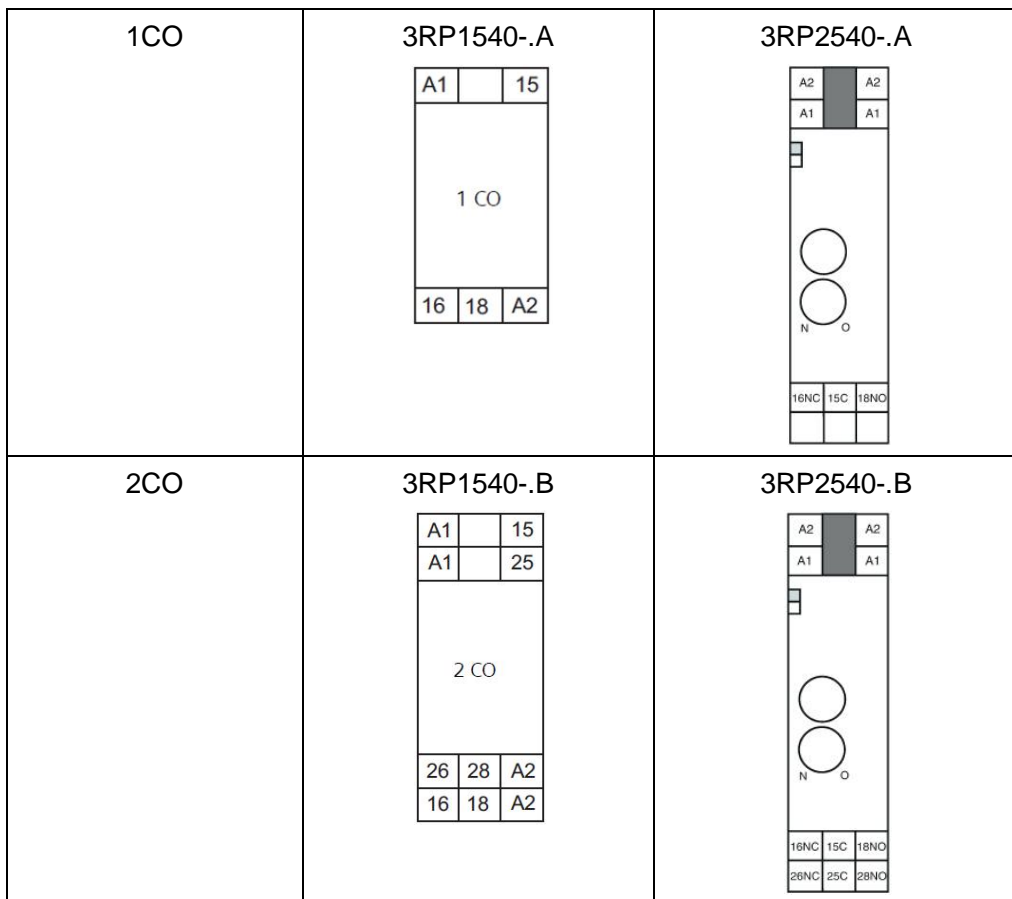 1CO 3RP1540-.A 3RP2540-.A
A1 15
1 CO
16 18 A2
A2 A2
A1 A1
N O
16NC 15C 18NO
2CO 3RP1540-.B 3RP2540-.B
A1 15
A1 25
2 CO
26 28 A2
16 18 A2
A2 A2
A1 A1
N O
16NC 15C 18NO
26NC 25C 28NO